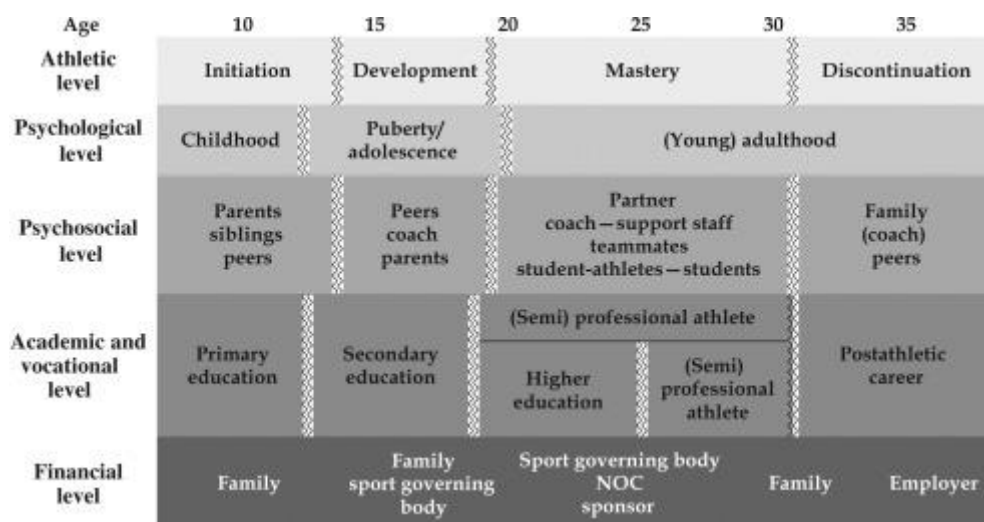 Age 10 15 20 25 30 35
Athletic
level
Initiation Development Mastery Discontinuation
Psychological
level
Childhood
Puberty/
adolescence
(Young) adulthood
Psychosocial
level
Parents
siblings
peers
Peers
coach
parents
Partner
coach—support staff
teammates
student-athletes—students
Family
(coach)
peers
Academic and
vocational
level
Primary
education
Secondary
education
(Semi) professional athlete
Higher
education
(Semi)
professional
athlete
Postathletic
career
Financial
level
Family
Family
sport governing
body
Sport governing body
NOC
sponsor
Family
Employer